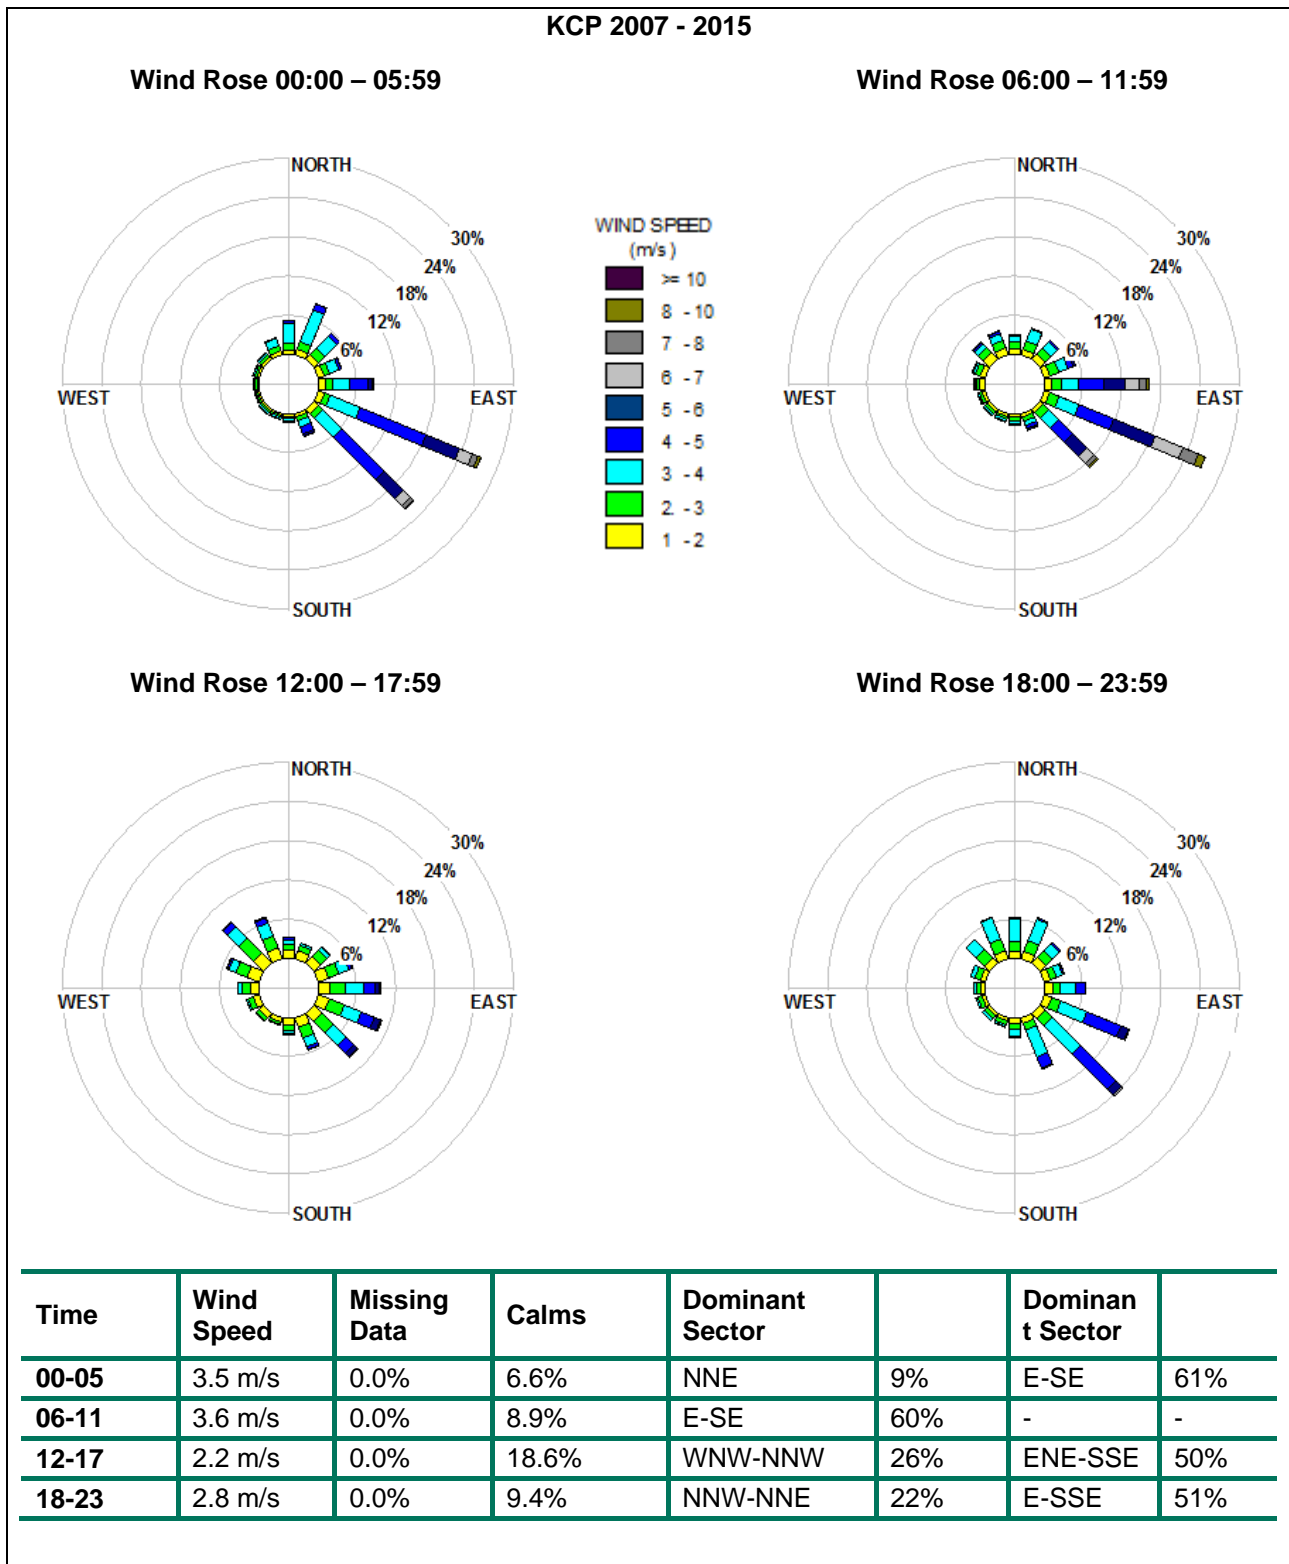 KCP 2007 - 2015
Wind Rose 00:00 – 05:59
Wind Rose 06:00 – 11:59
NORTH
30%
24%
18%
12%
6%
WEST
EAST
SOUTH
WIND SPEED
(m/s)
>= 10
8 - 10
7 - 8
6 - 7
5 - 6
4 - 5
3 - 4
2 - 3
1 - 2
NORTH
30%
24%
18%
12%
6%
WEST
EAST
SOUTH
Wind Rose 12:00 – 17:59
Wind Rose 18:00 – 23:59
NORTH
30%
24%
18%
12%
6%
WEST
EAST
SOUTH
NORTH
30%
24%
18%
12%
6%
WEST
EAST
SOUTH
Time Wind Speed Missing Data Calms Dominant Sector Dominan t Sector
00-05 3.5 m/s 0.0% 6.6% NNE 9% E-SE 61%
06-11 3.6 m/s 0.0% 8.9% E-SE 60% - -
12-17 2.2 m/s 0.0% 18.6% WNW-NNW 26% ENE-SSE 50%
18-23 2.8 m/s 0.0% 9.4% NNW-NNE 22% E-SSE 51%